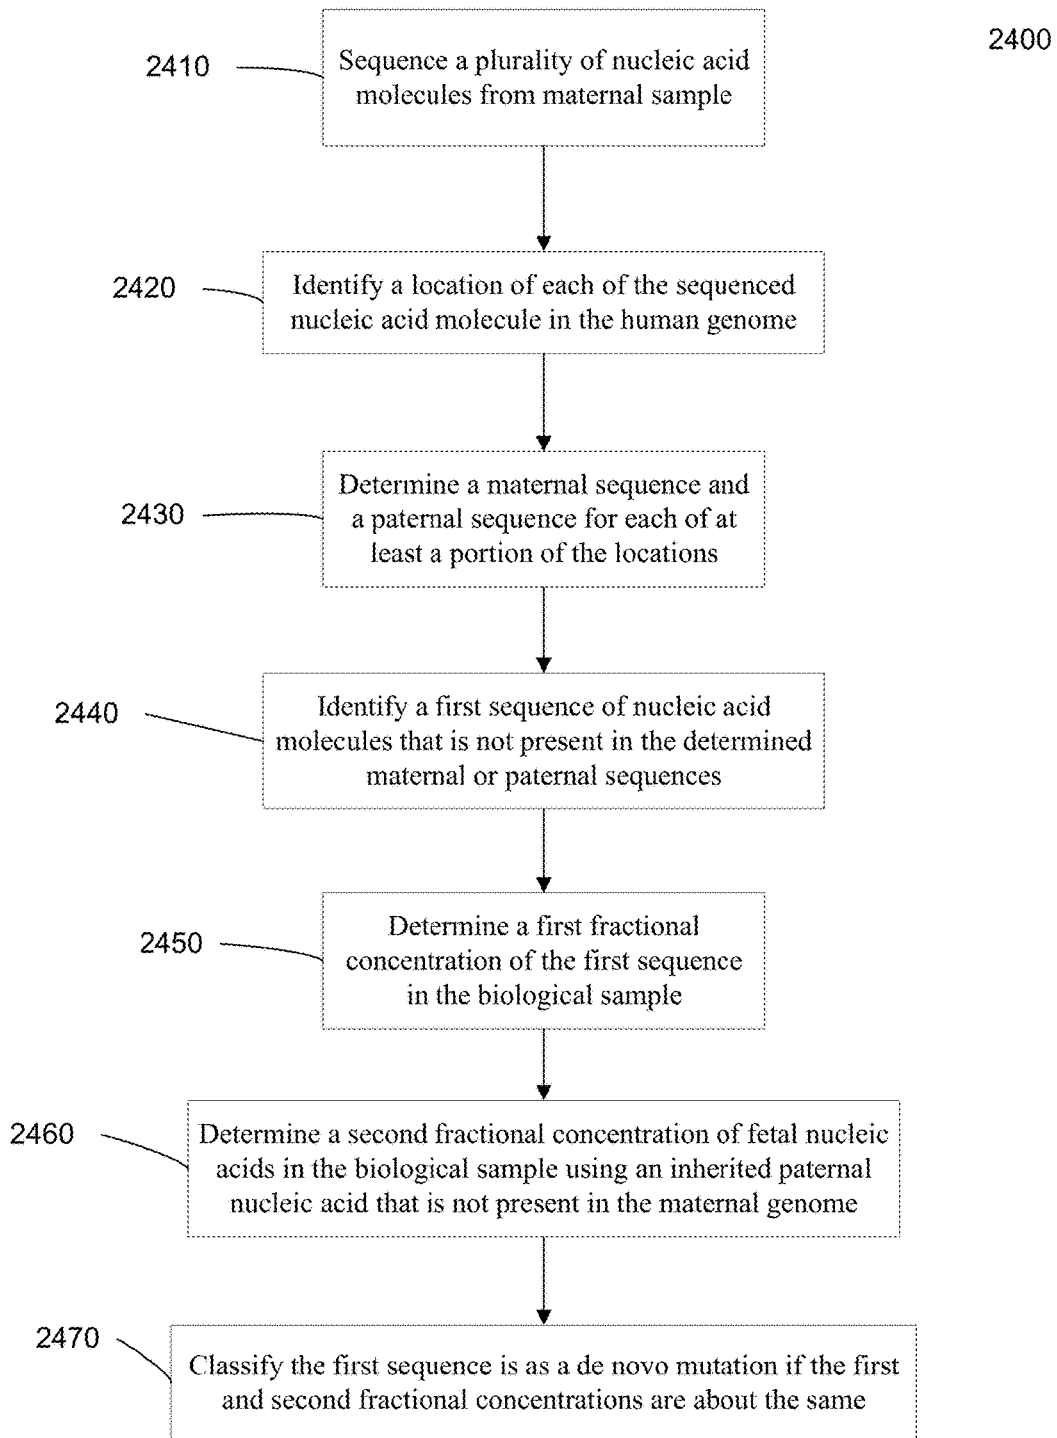 2400
2410
Sequence a plurality of nucleic acid
molecules from maternal sample
2420
Identify a location of each of the sequenced
nucleic acid molecule in the human genome
2430
Determine a maternal sequence and
a paternal sequence for each of at
least a portion of the locations
2440
Identify a first sequence of nucleic acid
molecules that is not present in the determined
maternal or paternal sequences
2450
Determine a first fractional
concentration of the first sequence
in the biological sample
2460
Determine a second fractional concentration of fetal nucleic
acids in the biological sample using an inherited paternal
nucleic acid that is not present in the maternal genome
2470
Classify the first sequence is as a de novo mutation if the first
and second fractional concentrations are about the same